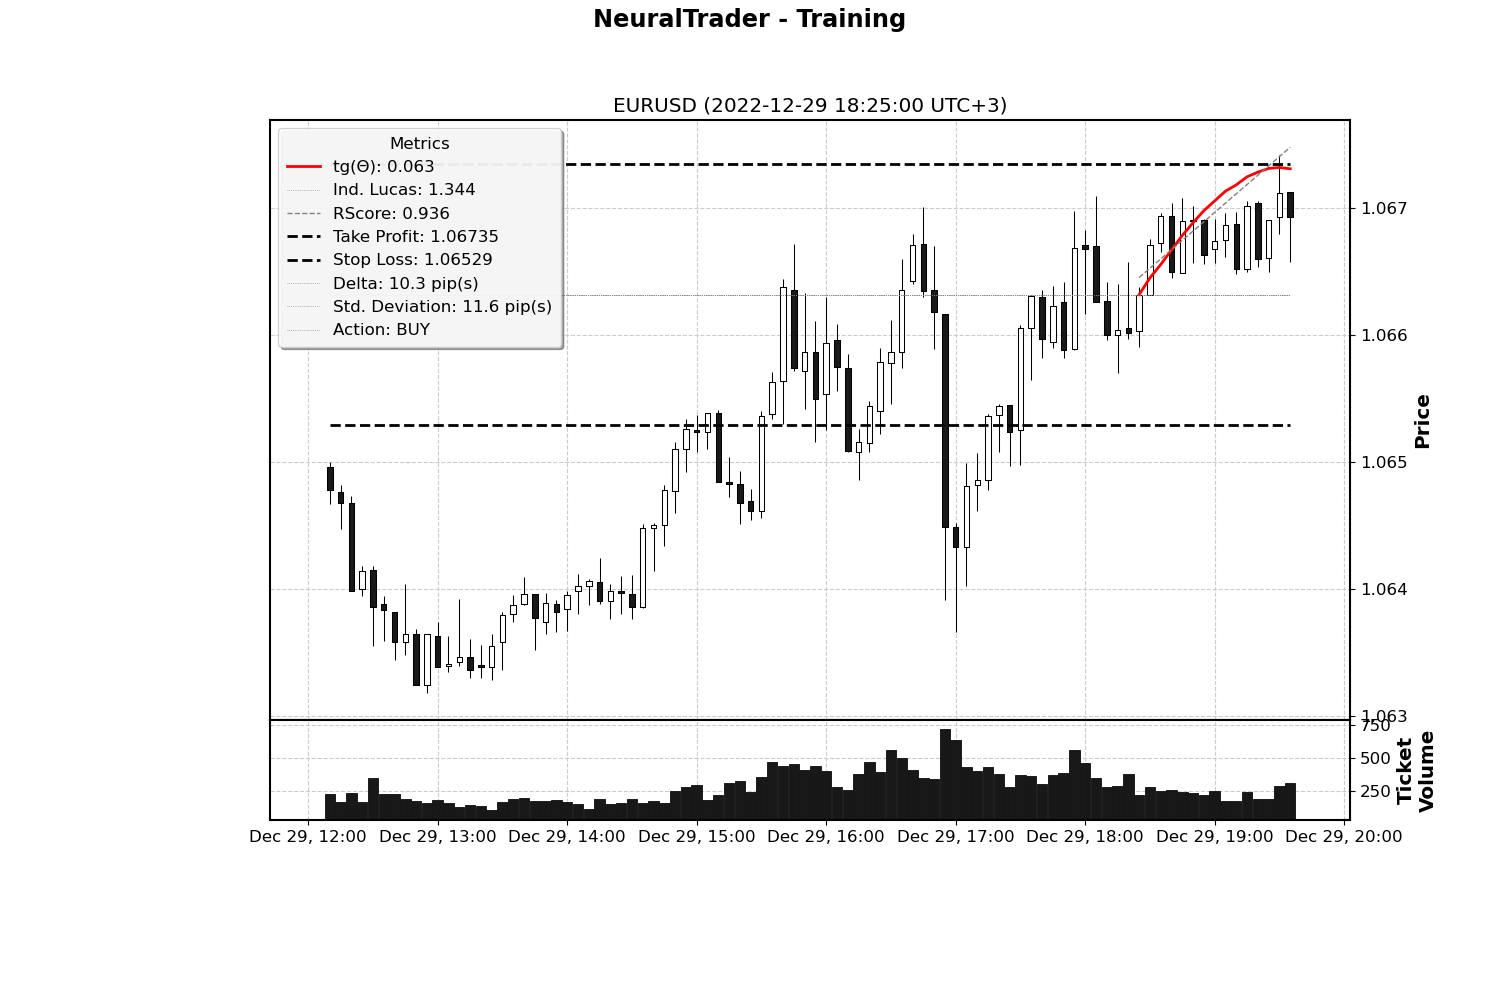 NeuralTrader - Training
EURUSD (2022-12-29 18:25:00 UTC+3)
Metrics
tg(Θ): 0.063
Ind. Lucas: 1.344
RScore: 0.936
Take Profit: 1.06735
Stop Loss: 1.06529
Delta: 10.3 pip(s)
Std. Deviation: 11.6 pip(s)
Action: BUY
1.067
1.066
1.065
1.064
1.063
Price
750
500
250
Ticket
Volume
Dec 29, 12:00 Dec 29, 13:00 Dec 29, 14:00 Dec 29, 15:00 Dec 29, 16:00 Dec 29, 17:00 Dec 29, 18:00 Dec 29, 19:00 Dec 29, 20:00